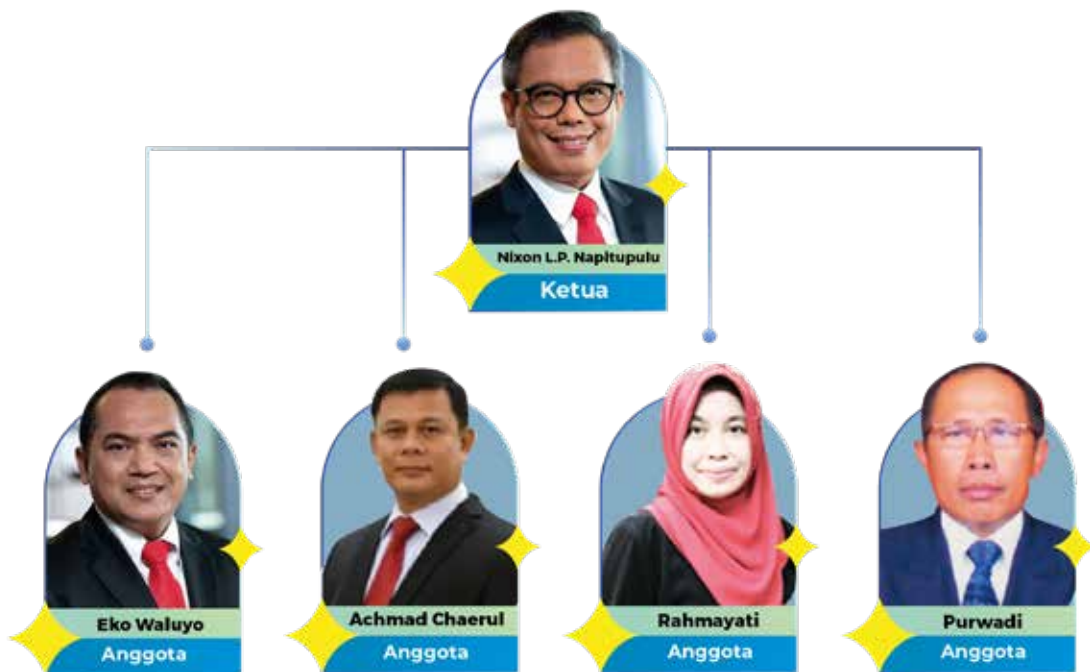 Nixon L.P. Napitupulu
Ketua
Eko Waluyo
Anggota
Achmad Chaerul
Anggota
Rahmayati
Anggota
Purwadi
Anggota